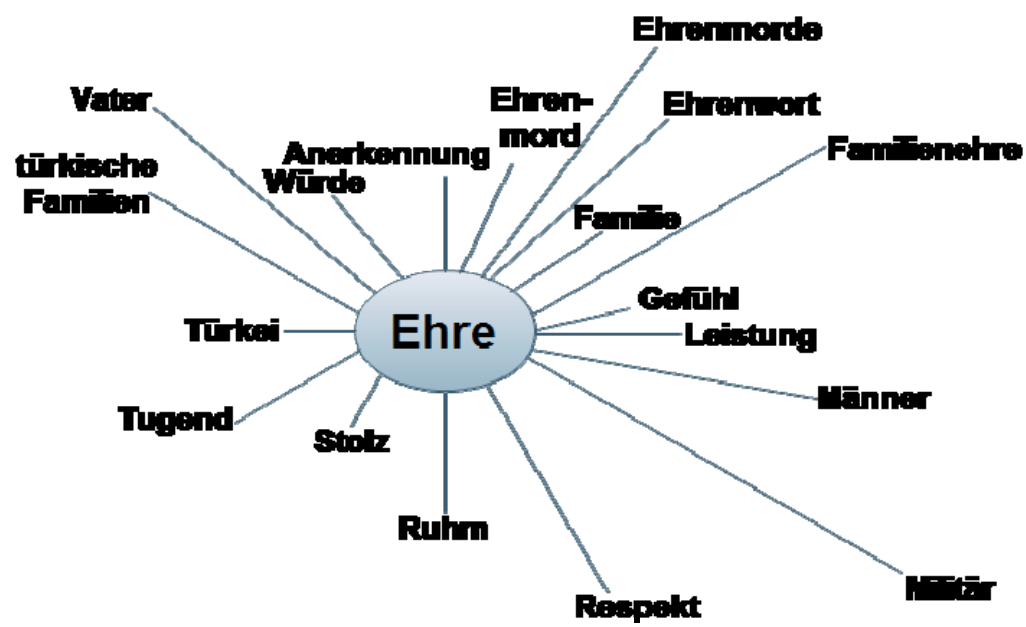 Ehrenmorde
Vater
Ehren-
mord
Ehrenwort
Anerkennung
Familienehre
türkische
Familien
Würde
Familie
Gefühl
Türkei
Ehre
Leistung
Männer
Tugend
Stolz
Ruhm
Militär
Respekt